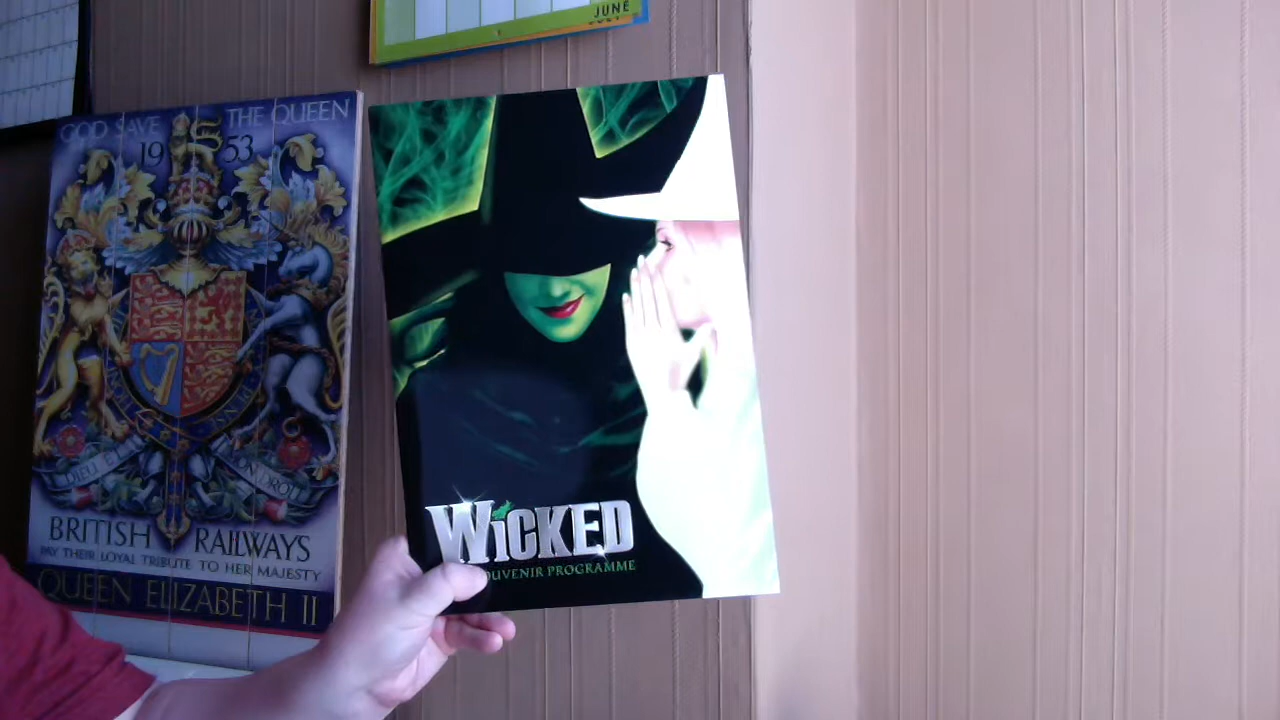 JUNE
GOD SAVE THE QUEEN
1953
DIEU ET
MON DROIT
BRITISH RAILWAYS
PAY THEIR LOYAL TRIBUTE TO HER MAJESTY
QUEEN ELIZABETH II
WICKED
SOUVENIR PROGRAMME